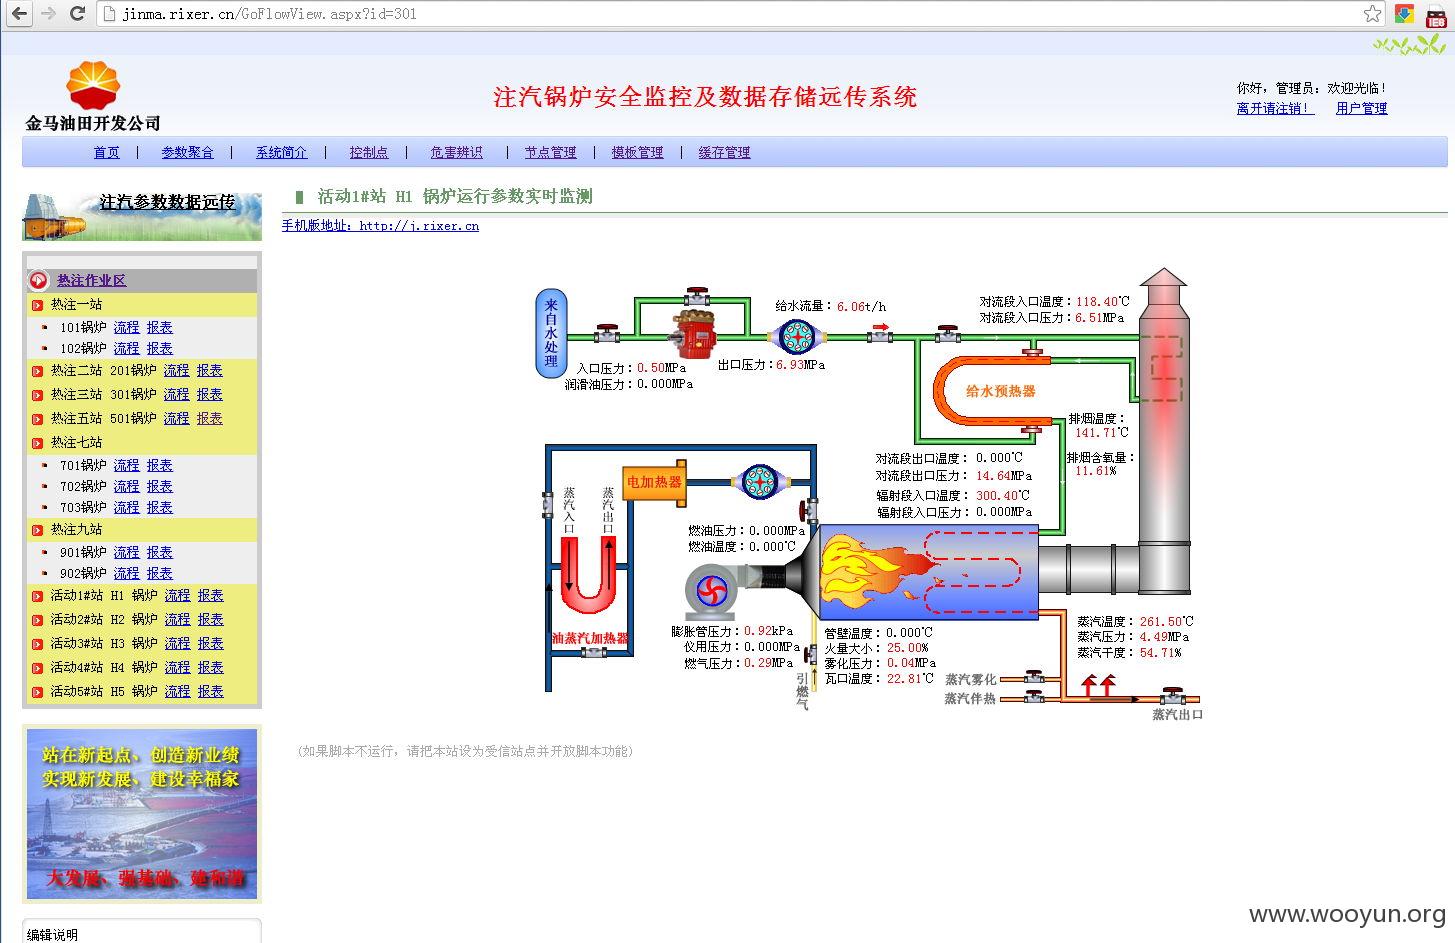 jinma.rixer.cn/GoFlowView.aspx?id=301
金马油田开发公司
注汽锅炉安全监控及数据存储远传系统
你好，管理员：欢迎光临！
离开请注销！ 用户管理
首页 | 参数聚合 | 系统简介 | 控制点 | 危害辨识 | 节点管理 | 模板管理 | 缓存管理
注汽参数数据远传
热注作业区
热注一站
101锅炉 流程 报表
102锅炉 流程 报表
热注二站 201锅炉 流程 报表
热注三站 301锅炉 流程 报表
热注五站 501锅炉 流程 报表
热注七站
701锅炉 流程 报表
702锅炉 流程 报表
703锅炉 流程 报表
热注九站
901锅炉 流程 报表
902锅炉 流程 报表
活动1#站 H1 锅炉 流程 报表
活动2#站 H2 锅炉 流程 报表
活动3#站 H3 锅炉 流程 报表
活动4#站 H4 锅炉 流程 报表
活动5#站 H5 锅炉 流程 报表
站在新起点、创造新业绩
实现新发展、建设幸福家
大发展、强基础、建和谐
编辑说明
活动1#站 H1 锅炉运行参数实时监测
手机版地址：http://j.rixer.cn
来自水处理
给水流量：6.06t/h
入口压力：0.50MPa
润滑油压力：0.000MPa
出口压力：6.93MPa
对流段入口温度：118.40℃
对流段入口压力：6.51MPa
给水预热器
排烟温度：
141.71℃
排烟含氧量：
11.61%
对流段出口温度：0.000℃
对流段出口压力：14.64MPa
辐射段入口温度：300.40℃
辐射段入口压力：0.000MPa
电加热器
蒸汽入口
蒸汽出口
油蒸汽加热器
燃油压力：0.000MPa
燃油温度：0.000℃
膨胀管压力：0.92kPa
仪用压力：0.000MPa
燃气压力：0.29MPa
引燃气
管壁温度：0.000℃
火量大小：25.00%
雾化压力：0.04MPa
瓦口温度：22.81℃
蒸汽温度：261.50℃
蒸汽压力：4.49MPa
蒸汽干度：54.71%
蒸汽雾化
蒸汽伴热
蒸汽出口
(如果脚本不运行，请把本站设为受信站点并开放脚本功能)
www.wooyun.org